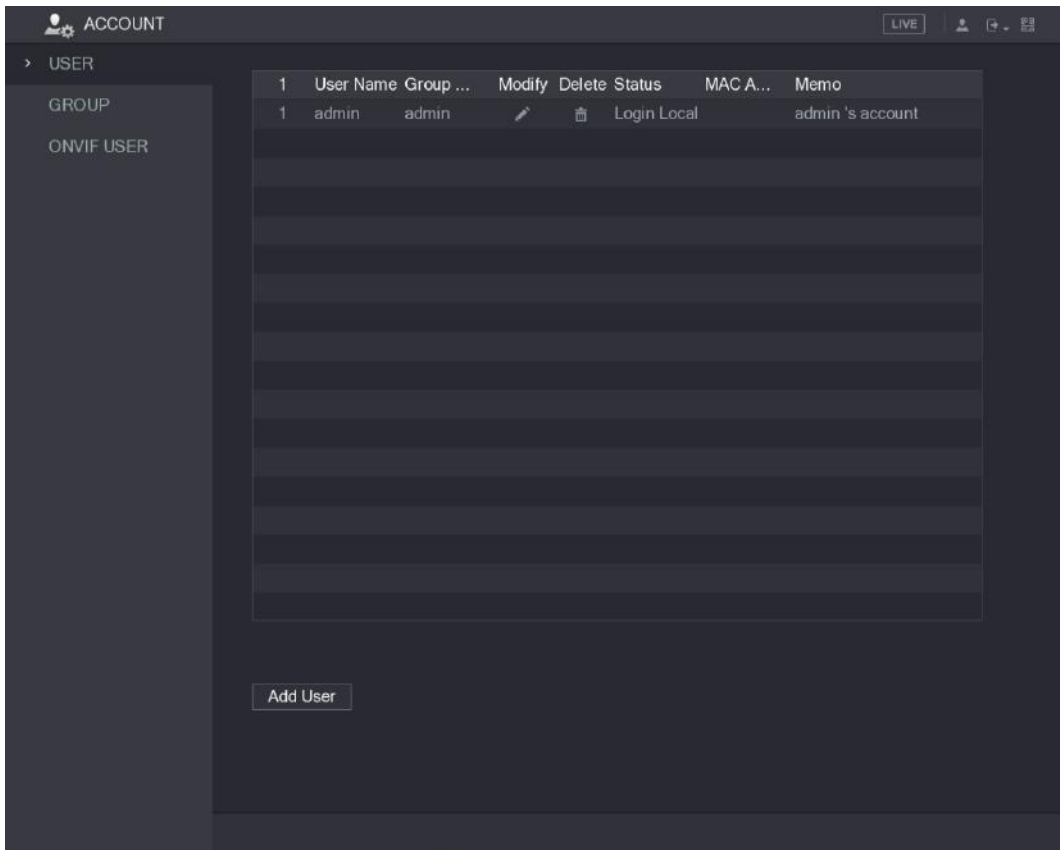 ACCOUNT LIVE
USER
GROUP
ONVIF USER
1 User Name Group ... Modify Delete Status MAC A... Memo
1 admin admin Login Local admin 's account
Add User